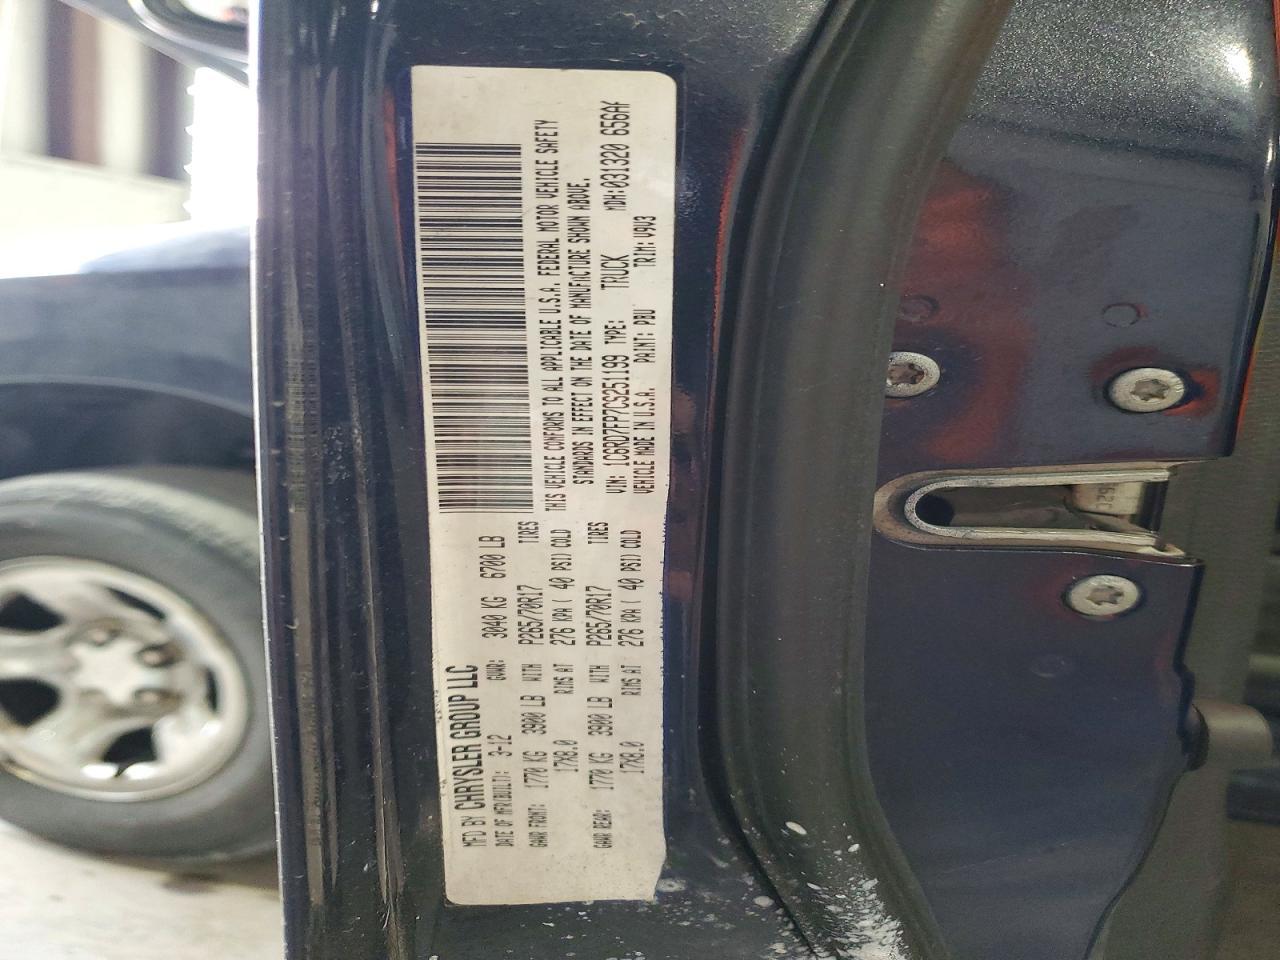 MFD BY CHRYSLER GROUP LLC
DATE OF MFR(BUILT): 3-12 GVWR: 3040 KG 6700 LB
GAWR FRONT: 1770 KG 3900 LB WITH P265/70R17 TIRES
17X8.0 RIMS AT 276 KPA ( 40 PSI) COLD
GAWR REAR: 1770 KG 3900 LB WITH P265/70R17 TIRES
17X8.0 RIMS AT 276 KPA ( 40 PSI) COLD
THIS VEHICLE CONFORMS TO ALL APPLICABLE U.S.A. FEDERAL MOTOR VEHICLE SAFETY
STANDARDS IN EFFECT ON THE DATE OF MANUFACTURE SHOWN ABOVE.
VIN: 1C6RD7FP7CS251199 TYPE: TRUCK MDH:031320 656AY
VEHICLE MADE IN U.S.A. PAINT: PBU TRIM: V9V3